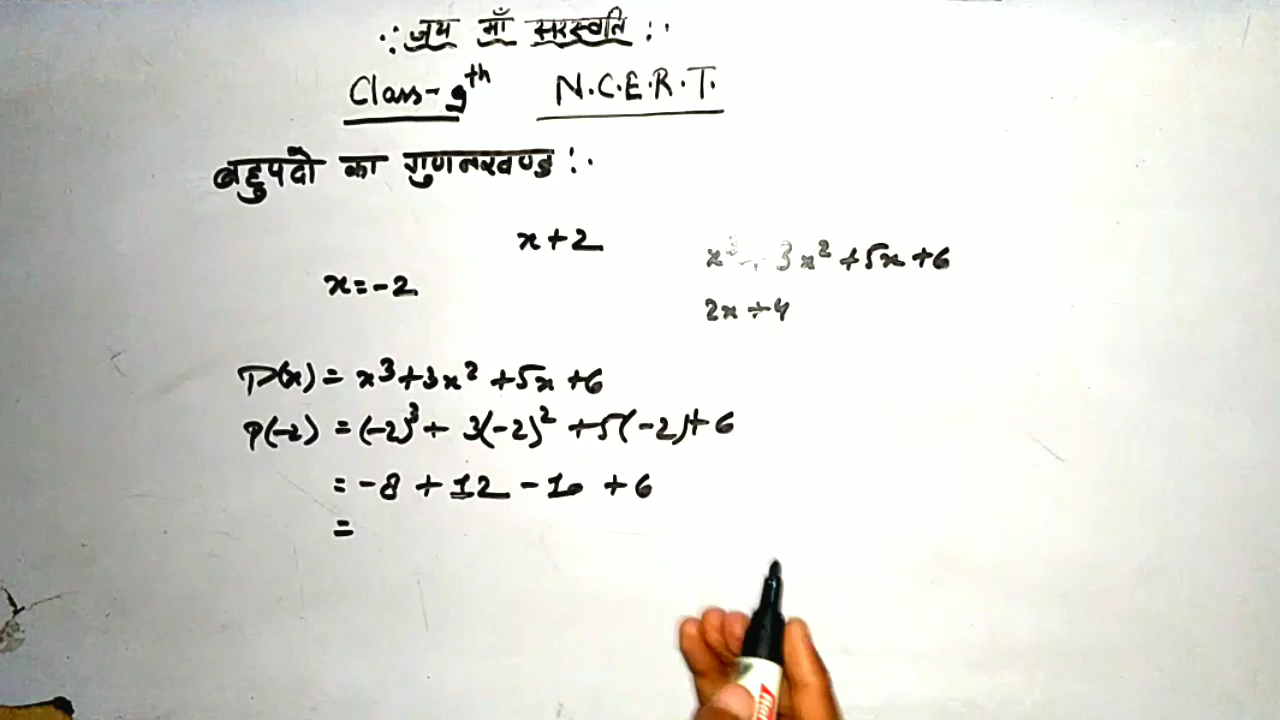 ∴ जय माँ सरस्वति :·
Class-9th N.C.E.R.T.
बहुपदो का गुणनखण्ड :·
x+2
x³ + 3x² +5x+6
x=-2
2x+4
P(x) = x³+3x² +5x+6
P(-2) = (-2)³+ 3(-2)² +5(-2)+6
= -8 +12 -10 +6
=